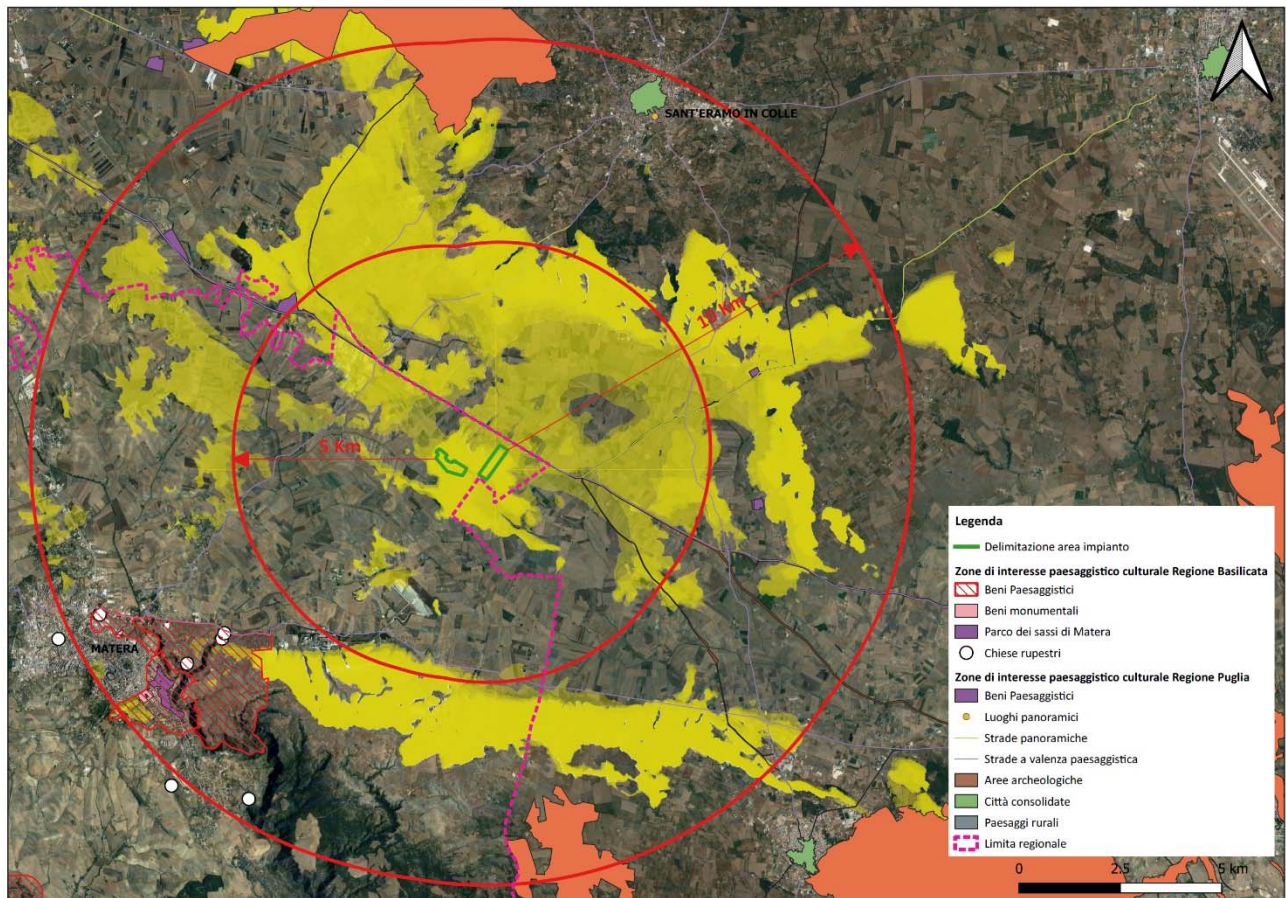 SANT'ERAMO IN COLLE
10 Km
5 Km
MATERA
Legenda
Delimitazione area impianto
Zone di interesse paesaggistico culturale Regione Basilicata
Beni Paesaggistici
Beni monumentali
Parco dei sassi di Matera
Chiese rupestri
Zone di interesse paesaggistico culturale Regione Puglia
Beni Paesaggistici
Luoghi panoramici
Strade panoramiche
Strade a valenza paesaggistica
Aree archeologiche
Città consolidate
Paesaggi rurali
Limita regionale
0 2.5 5 km